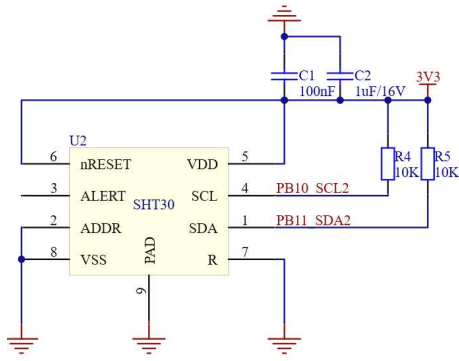 C1
100nF
C2
1uF/16V
3V3
U2
6 nRESET VDD 5
R4
10K
R5
10K
3 ALERT SCL 4 PB10 SCL2
SHT30
2 ADDR SDA 1 PB11 SDA2
8 VSS PAD R 7
9